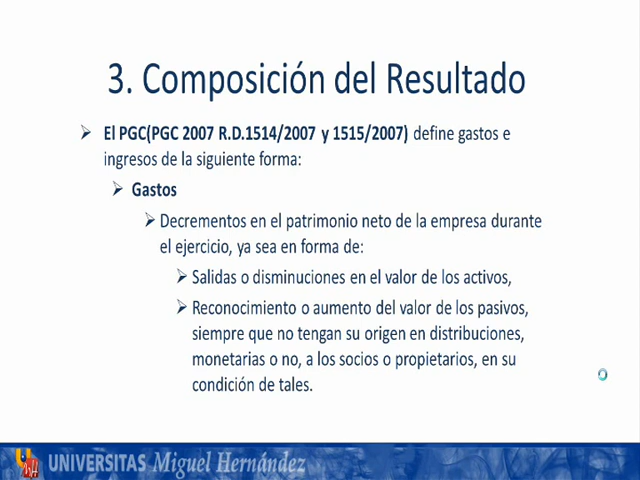 3. Composición del Resultado
El PGC(PGC 2007 R.D.1514/2007 y 1515/2007) define gastos e
ingresos de la siguiente forma:
Gastos
Decrementos en el patrimonio neto de la empresa durante
el ejercicio, ya sea en forma de:
Salidas o disminuciones en el valor de los activos,
Reconocimiento o aumento del valor de los pasivos,
siempre que no tengan su origen en distribuciones,
monetarias o no, a los socios o propietarios, en su
condición de tales.
UNIVERSITAS Miguel Hernández